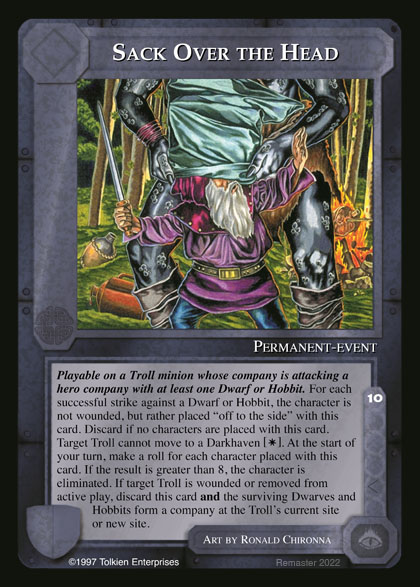 Sack Over the Head
Permanent-event
Playable on a Troll minion whose company is attacking a
hero company with at least one Dwarf or Hobbit. For each
successful strike against a Dwarf or Hobbit, the character is
not wounded, but rather placed “off to the side” with this
card. Discard if no characters are placed with this card.
Target Troll cannot move to a Darkhaven [✷]. At the start of
your turn, make a roll for each character placed with this
card. If the result is greater than 8, the character is
eliminated. If target Troll is wounded or removed from
active play, discard this card and the surviving Dwarves and
Hobbits form a company at the Troll’s current site
or new site.
10
Art by Ronald Chironna
©1997 Tolkien Enterprises
Remaster 2022